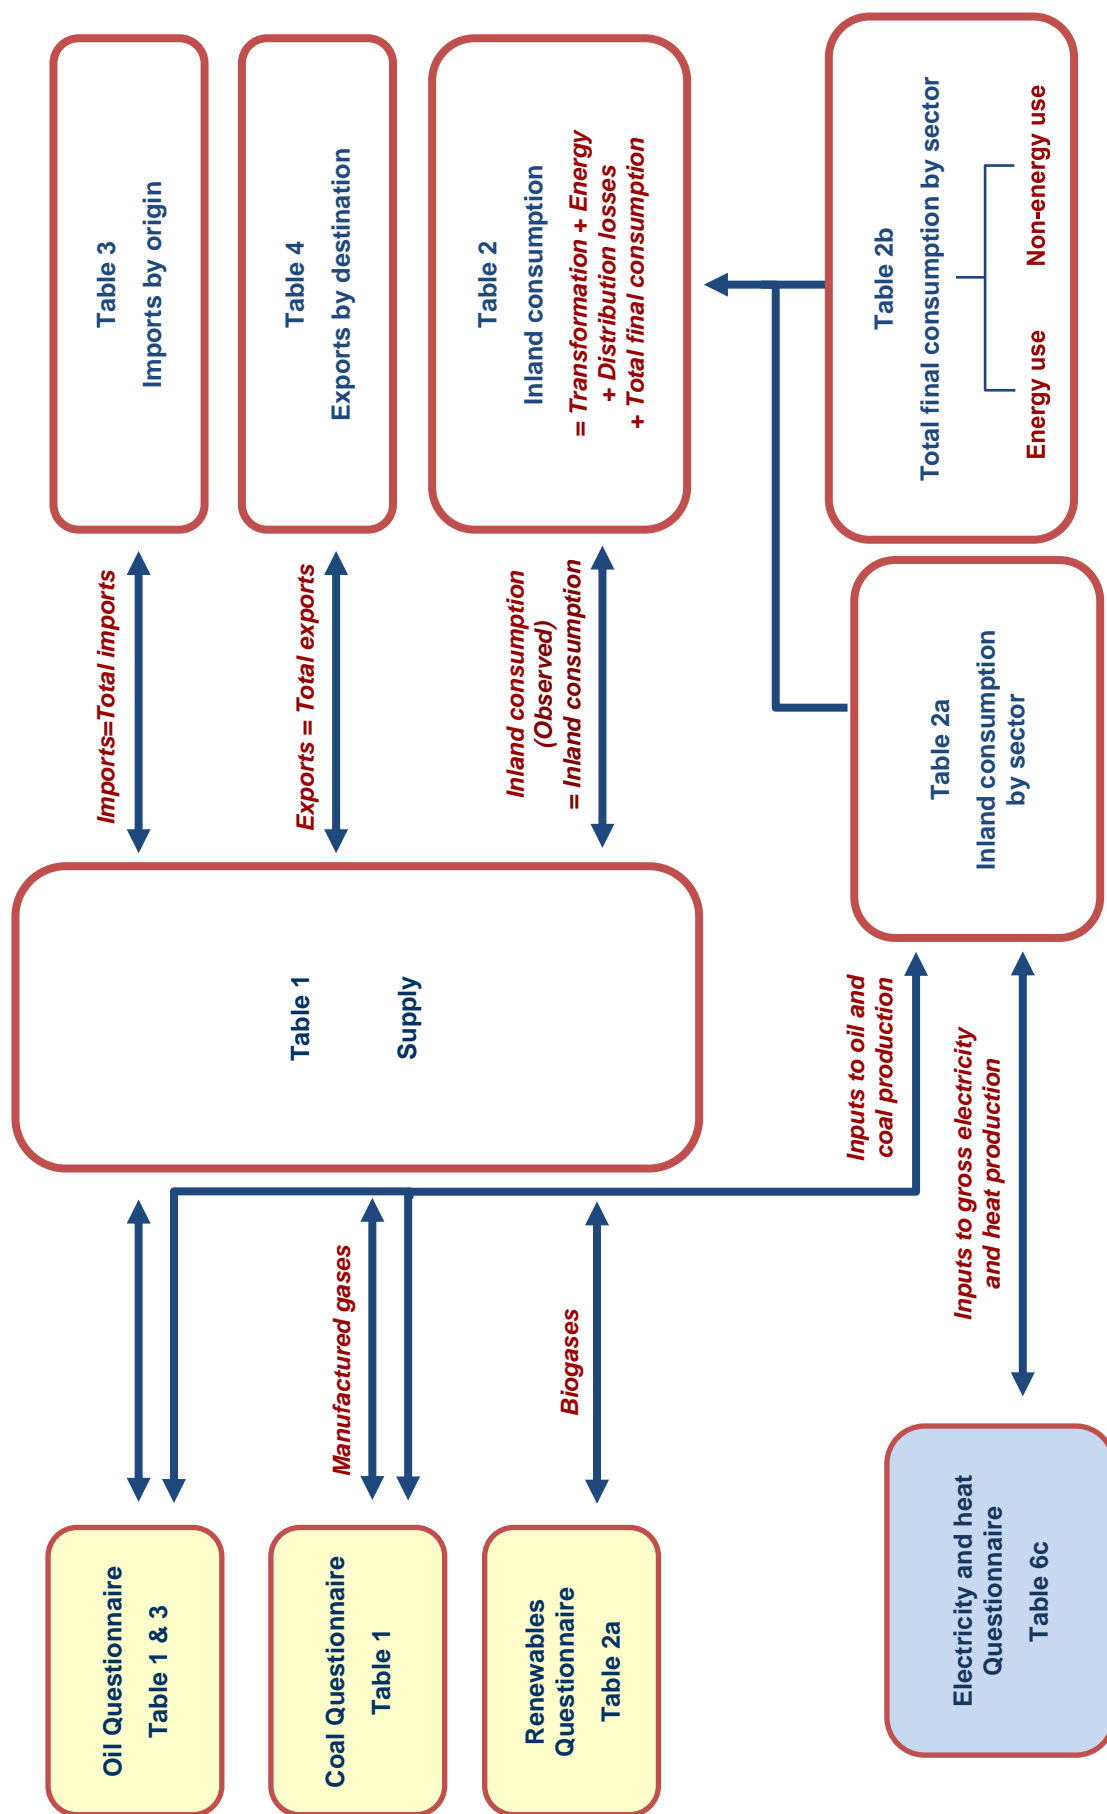 Oil Questionnaire
Table 1 & 3
Coal Questionnaire
Table 1
Renewables
Questionnaire
Table 2a
Electricity and heat
Questionnaire
Table 6c
Manufactured gases
Biogases
Table 1
Supply
Inputs to oil and
coal production
Inputs to gross electricity
and heat production
Imports=Total imports
Exports = Total exports
Inland consumption
(Observed)
= Inland consumption
Table 3
Imports by origin
Table 4
Exports by destination
Table 2
Inland consumption
= Transformation + Energy
+ Distribution losses
+ Total final consumption
Table 2a
Inland consumption
by sector
Table 2b
Total final consumption by sector
Energy use
Non-energy use